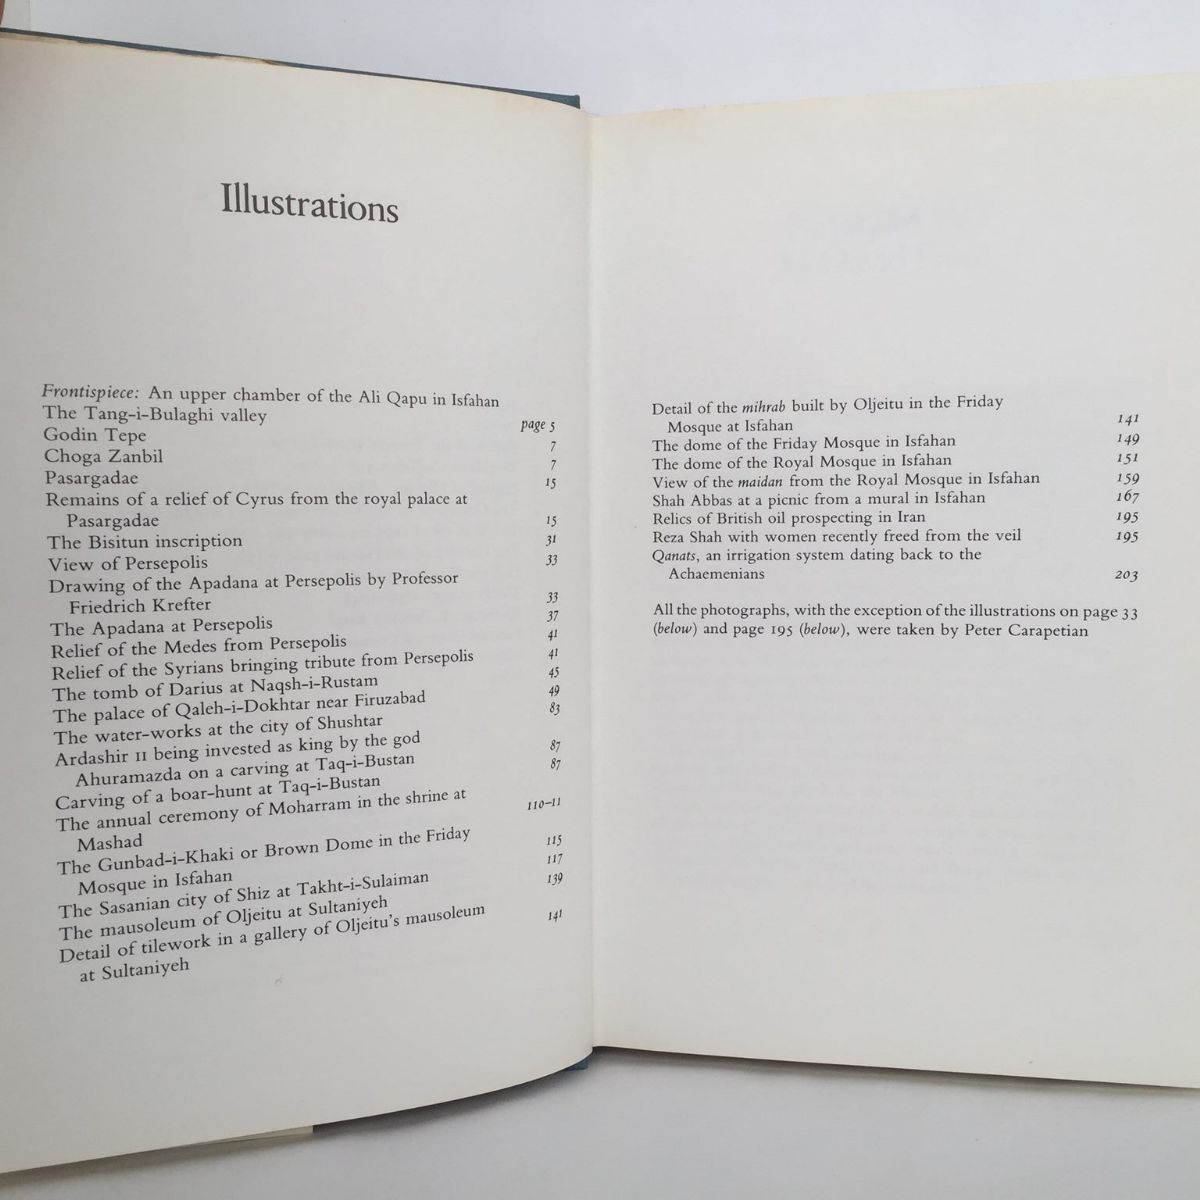 Illustrations
Frontispiece: An upper chamber of the Ali Qapu in Isfahan
The Tang-i-Bulaghi valley page 5
Godin Tepe 7
Choga Zanbil 7
Pasargadae 15
Remains of a relief of Cyrus from the royal palace at
Pasargadae 15
The Bisitun inscription 31
View of Persepolis 33
Drawing of the Apadana at Persepolis by Professor
Friedrich Krefter 33
The Apadana at Persepolis 37
Relief of the Medes from Persepolis 41
Relief of the Syrians bringing tribute from Persepolis 41
The tomb of Darius at Naqsh-i-Rustam 45
The palace of Qaleh-i-Dokhtar near Firuzabad 49
The water-works at the city of Shushtar 83
Ardashir II being invested as king by the god
Ahuramazda on a carving at Taq-i-Bustan 87
Carving of a boar-hunt at Taq-i-Bustan 87
The annual ceremony of Moharram in the shrine at
Mashad 110–11
The Gunbad-i-Khaki or Brown Dome in the Friday
Mosque in Isfahan 115
The Sasanian city of Shiz at Takht-i-Sulaiman 117
The mausoleum of Oljeitu at Sultaniyeh 139
Detail of tilework in a gallery of Oljeitu's mausoleum
at Sultaniyeh 141
Detail of the mihrab built by Oljeitu in the Friday
Mosque at Isfahan 141
The dome of the Friday Mosque in Isfahan 149
The dome of the Royal Mosque in Isfahan 151
View of the maidan from the Royal Mosque in Isfahan 159
Shah Abbas at a picnic from a mural in Isfahan 167
Relics of British oil prospecting in Iran 195
Reza Shah with women recently freed from the veil 195
Qanats, an irrigation system dating back to the
Achaemenians 203
All the photographs, with the exception of the illustrations on page 33
(below) and page 195 (below), were taken by Peter Carapetian